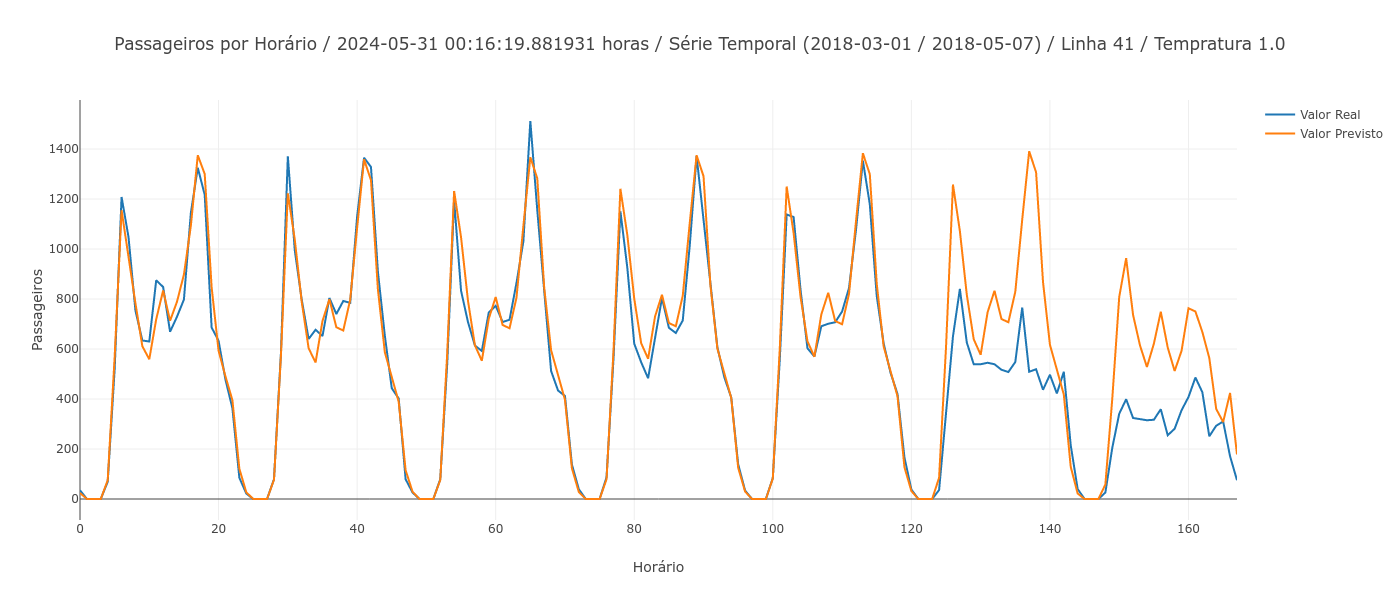 Passageiros por Horário / 2024-05-31 00:16:19.881931 horas / Série Temporal (2018-03-01 / 2018-05-07) / Linha 41 / Tempratura 1.0
Valor Real
Valor Previsto
Passageiros
1400
1200
1000
800
600
400
200
0
0 20 40 60 80 100 120 140 160
Horário